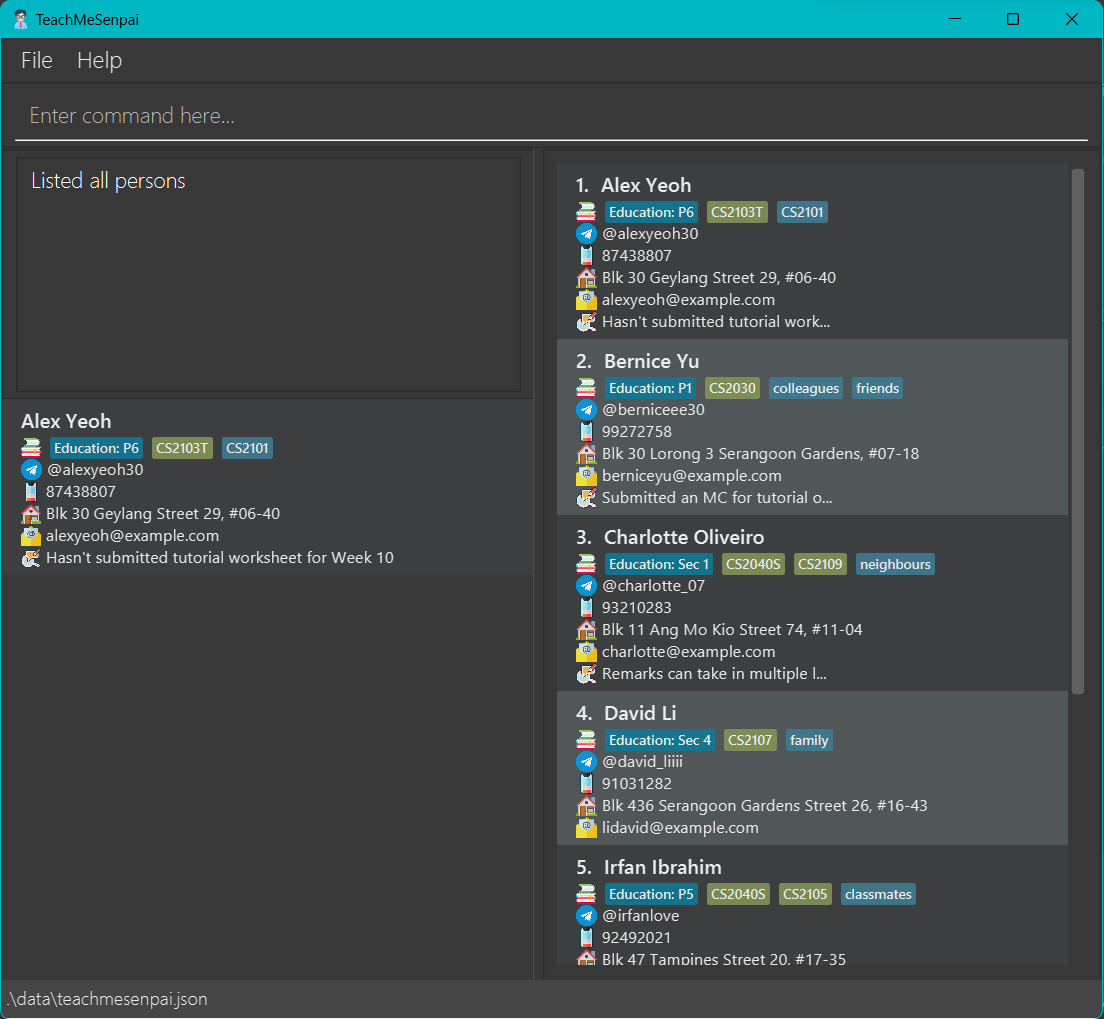 TeachMeSenpai
File Help
Enter command here...
Listed all persons
Alex Yeoh
Education: P6 CS2103T CS2101
@alexyeoh30
87438807
Blk 30 Geylang Street 29, #06-40
alexyeoh@example.com
Hasn't submitted tutorial worksheet for Week 10
1. Alex Yeoh
Education: P6 CS2103T CS2101
@alexyeoh30
87438807
Blk 30 Geylang Street 29, #06-40
alexyeoh@example.com
Hasn't submitted tutorial work...
2. Bernice Yu
Education: P1 CS2030 colleagues friends
@berniceee30
99272758
Blk 30 Lorong 3 Serangoon Gardens, #07-18
berniceyu@example.com
Submitted an MC for tutorial o...
3. Charlotte Oliveiro
Education: Sec 1 CS2040S CS2109 neighbours
@charlotte_07
93210283
Blk 11 Ang Mo Kio Street 74, #11-04
charlotte@example.com
Remarks can take in multiple l...
4. David Li
Education: Sec 4 CS2107 family
@david_liiii
91031282
Blk 436 Serangoon Gardens Street 26, #16-43
lidavid@example.com
5. Irfan Ibrahim
Education: P5 CS2040S CS2105 classmates
@irfanlove
92492021
Blk 47 Tampines Street 20, #17-35
.\data\teachmesenpai.json